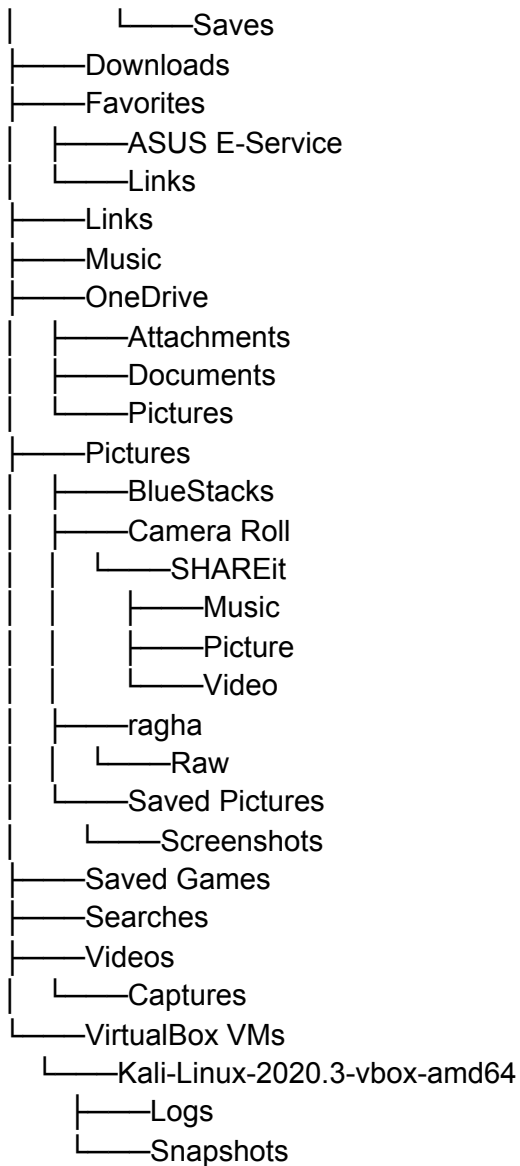 │           └───Saves
├───Downloads
├───Favorites
│   ├───ASUS E-Service
│   └───Links
├───Links
├───Music
├───OneDrive
│   ├───Attachments
│   ├───Documents
│   └───Pictures
├───Pictures
│   ├───BlueStacks
│   ├───Camera Roll
│   │   └───SHAREit
│   │       ├───Music
│   │       ├───Picture
│   │       └───Video
│   ├───ragha
│   │   └───Raw
│   └───Saved Pictures
│       └───Screenshots
├───Saved Games
├───Searches
├───Videos
│   └───Captures
└───VirtualBox VMs
    └───Kali-Linux-2020.3-vbox-amd64
        ├───Logs
        └───Snapshots